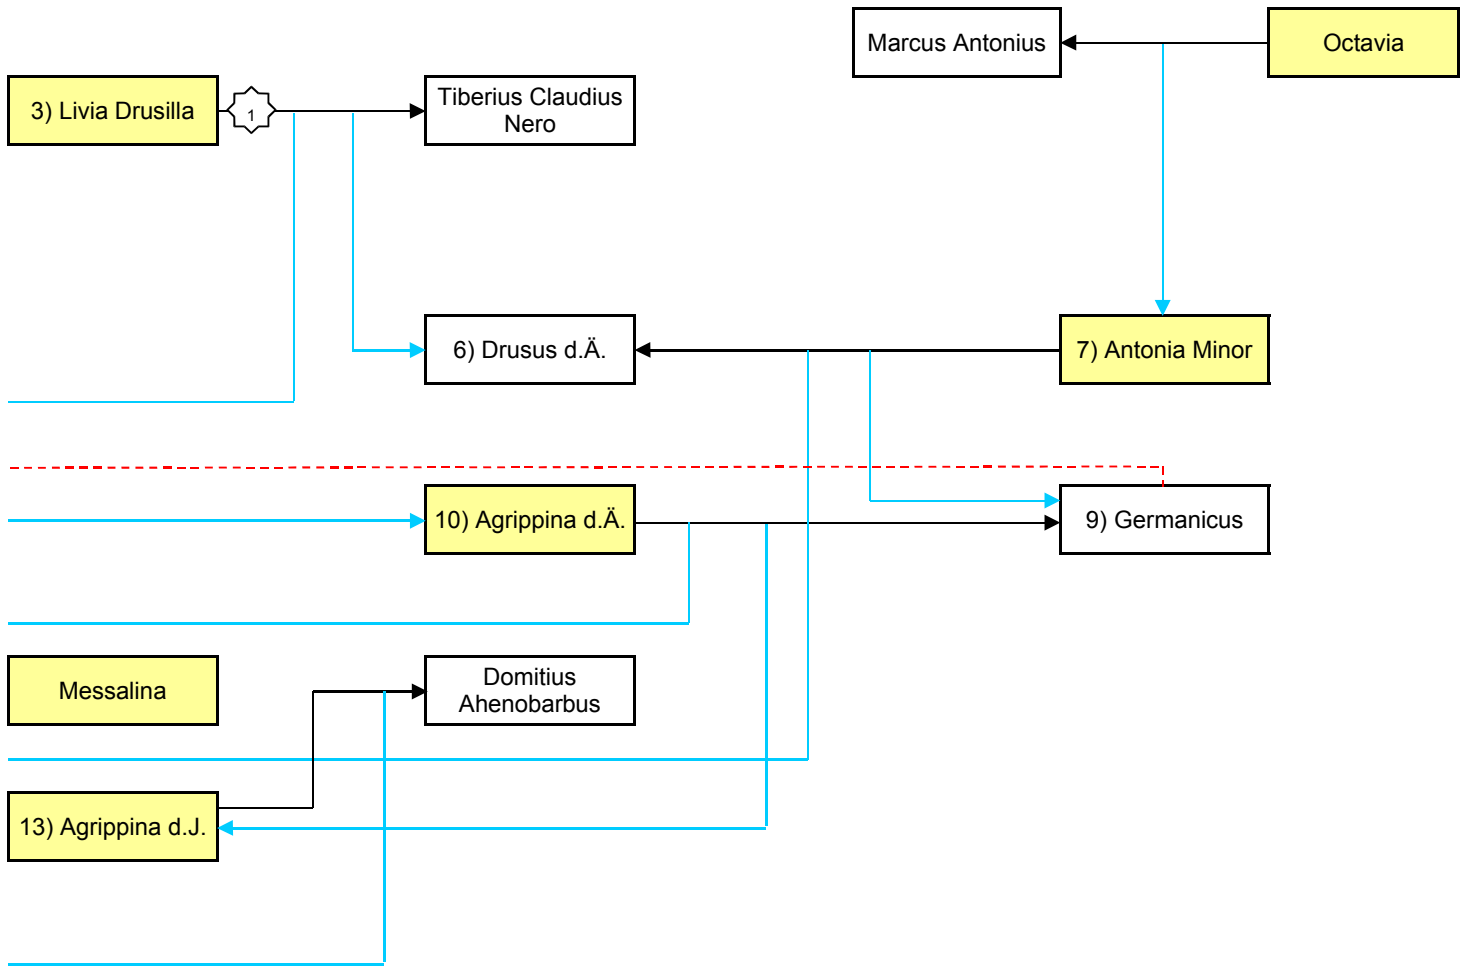 Marcus Antonius
Octavia
3) Livia Drusilla
1
Tiberius Claudius
Nero
6) Drusus d.Ä.
7) Antonia Minor
10) Agrippina d.Ä.
9) Germanicus
Messalina
Domitius
Ahenobarbus
13) Agrippina d.J.